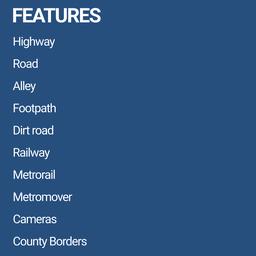 FEATURES
Highway
Road
Alley
Footpath
Dirt road
Railway
Metrorail
Metromover
Cameras
County Borders